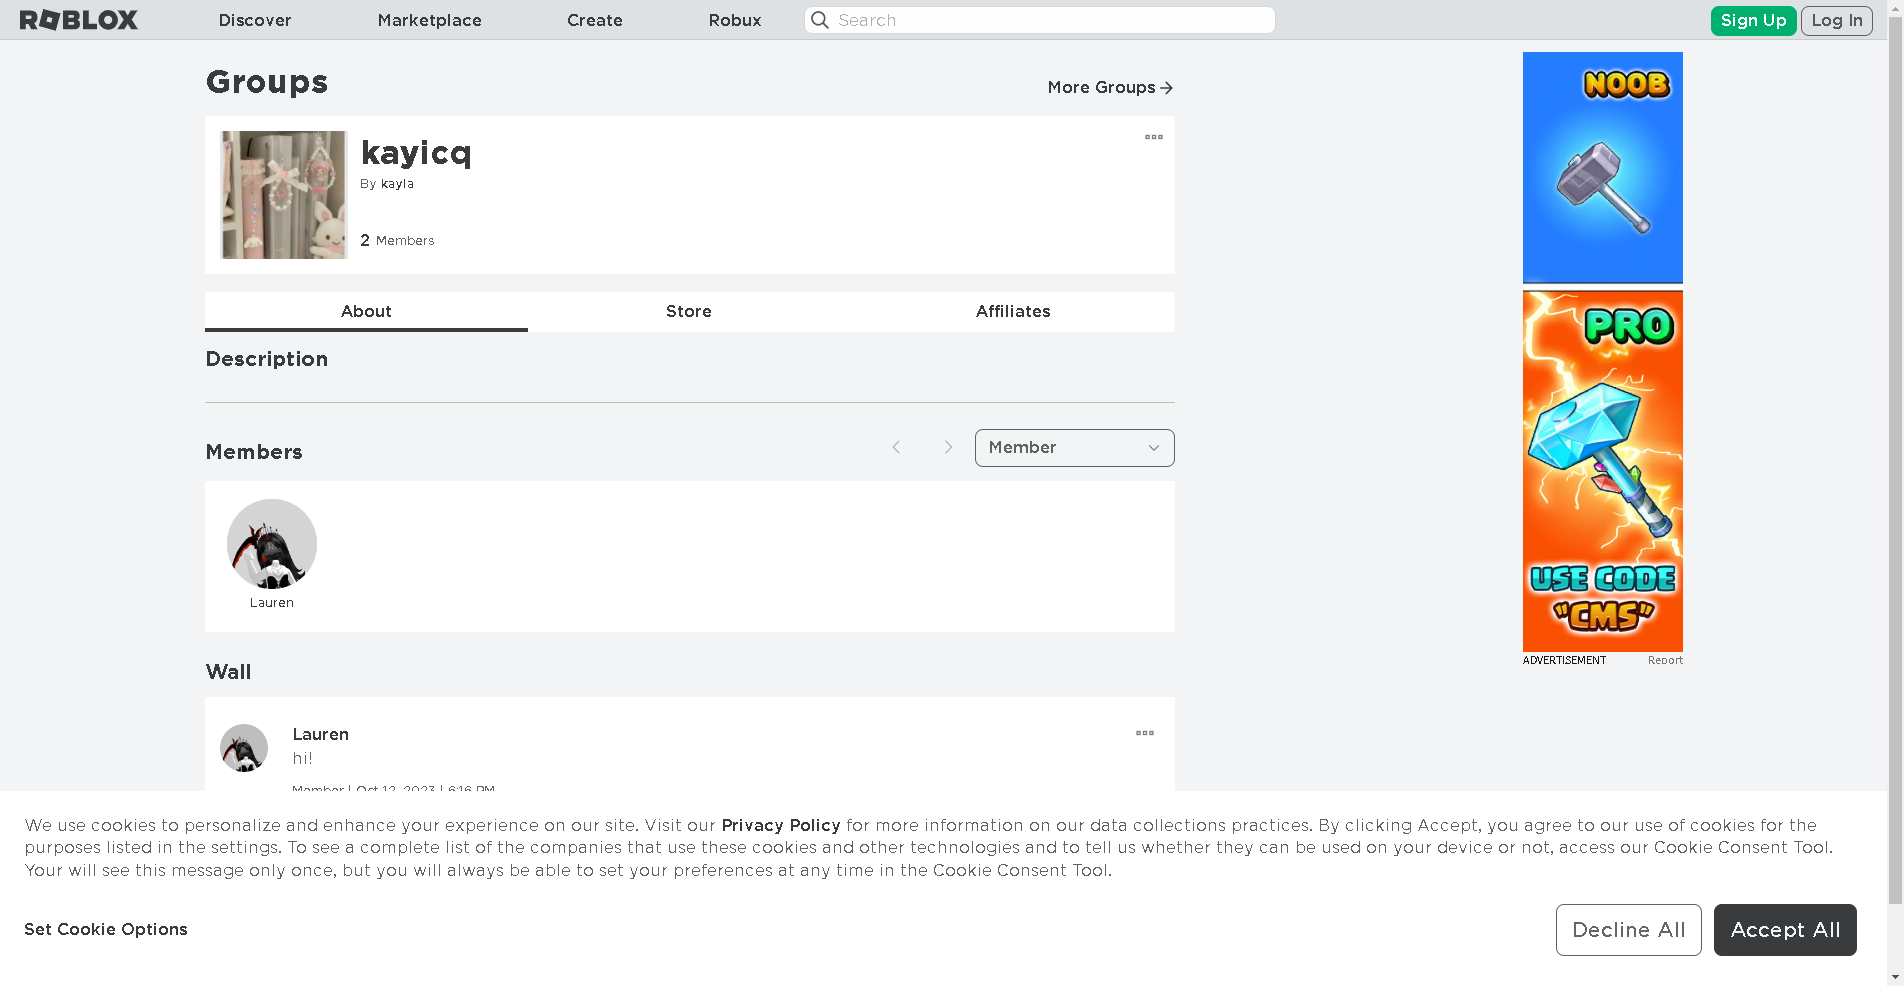 ROBLOX
Discover
Marketplace
Create
Robux
Search
Sign Up
Log In
Groups
More Groups
kayicq
By kayla
2 Members
About
Store
Affiliates
Description
Members
Member
Lauren
Wall
Lauren
hi!
Member | Oct 12, 2023 | 6:16 PM
NOOB
PRO
USE CODE
"CMS"
ADVERTISEMENT
Report
We use cookies to personalize and enhance your experience on our site. Visit our Privacy Policy for more information on our data collections practices. By clicking Accept, you agree to our use of cookies for the
purposes listed in the settings. To see a complete list of the companies that use these cookies and other technologies and to tell us whether they can be used on your device or not, access our Cookie Consent Tool.
Your will see this message only once, but you will always be able to set your preferences at any time in the Cookie Consent Tool.
Set Cookie Options
Decline All
Accept All